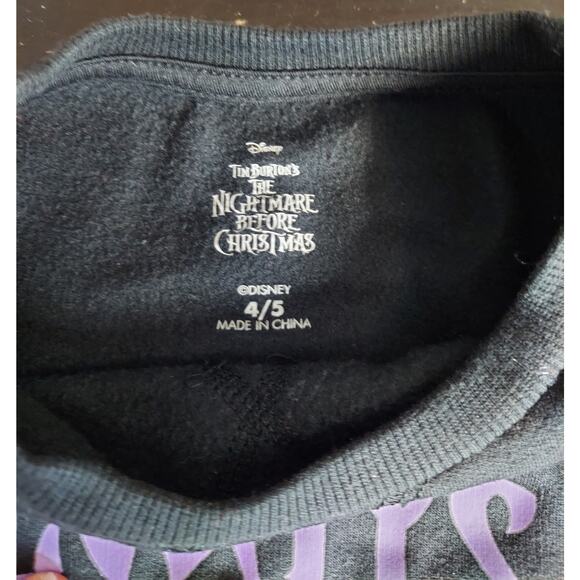 Disney
TIM BURTON'S
THE
NIGHTMARE
BEFORE
CHRISTMAS
©DISNEY
4/5
MADE IN CHINA